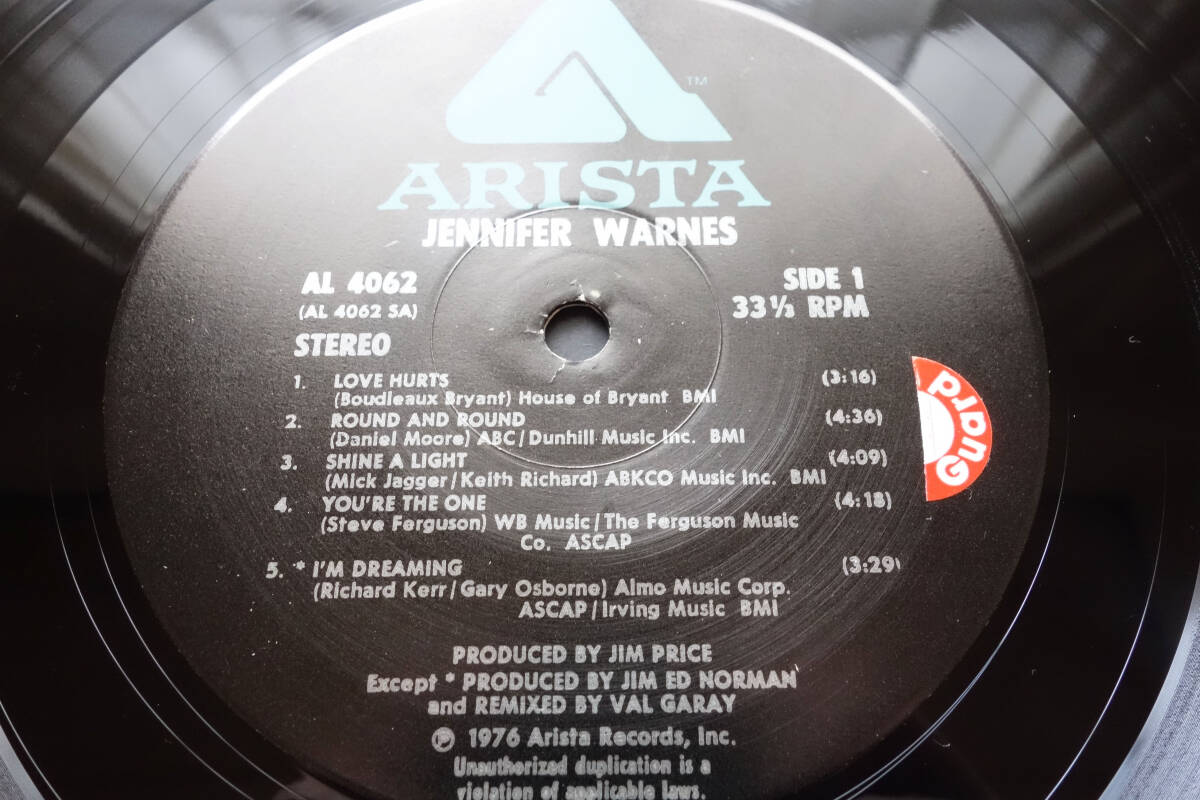 TM
ARISTA
JENNIFER WARNES
AL 4062
(AL 4062 SA)
STEREO
SIDE 1
33⅓ RPM
1. LOVE HURTS (3:16)
(Boudleaux Bryant) House of Bryant BMI
2. ROUND AND ROUND (4:36)
(Daniel Moore) ABC/Dunhill Music Inc. BMI
3. SHINE A LIGHT (4:09)
(Mick Jagger/Keith Richard) ABKCO Music Inc. BMI
4. YOU'RE THE ONE (4:18)
(Steve Ferguson) WB Music/The Ferguson Music
Co. ASCAP
5. * I'M DREAMING (3:29)
(Richard Kerr/Gary Osborne) Almo Music Corp.
ASCAP/Irving Music BMI
Guard
PRODUCED BY JIM PRICE
Except * PRODUCED BY JIM ED NORMAN
and REMIXED BY VAL GARAY
℗ 1976 Arista Records, Inc.
Unauthorized duplication is a
violation of applicable laws.